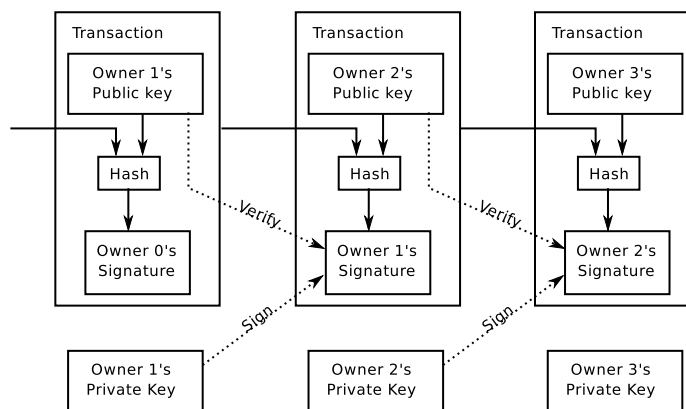 Transaction
Owner 1's
Public key
Hash
Owner 0's
Signature
Transaction
Owner 2's
Public key
Hash
Verify
Owner 1's
Signature
Transaction
Owner 3's
Public key
Hash
Verify
Owner 2's
Signature
Sign
Sign
Owner 1's
Private Key
Owner 2's
Private Key
Owner 3's
Private Key